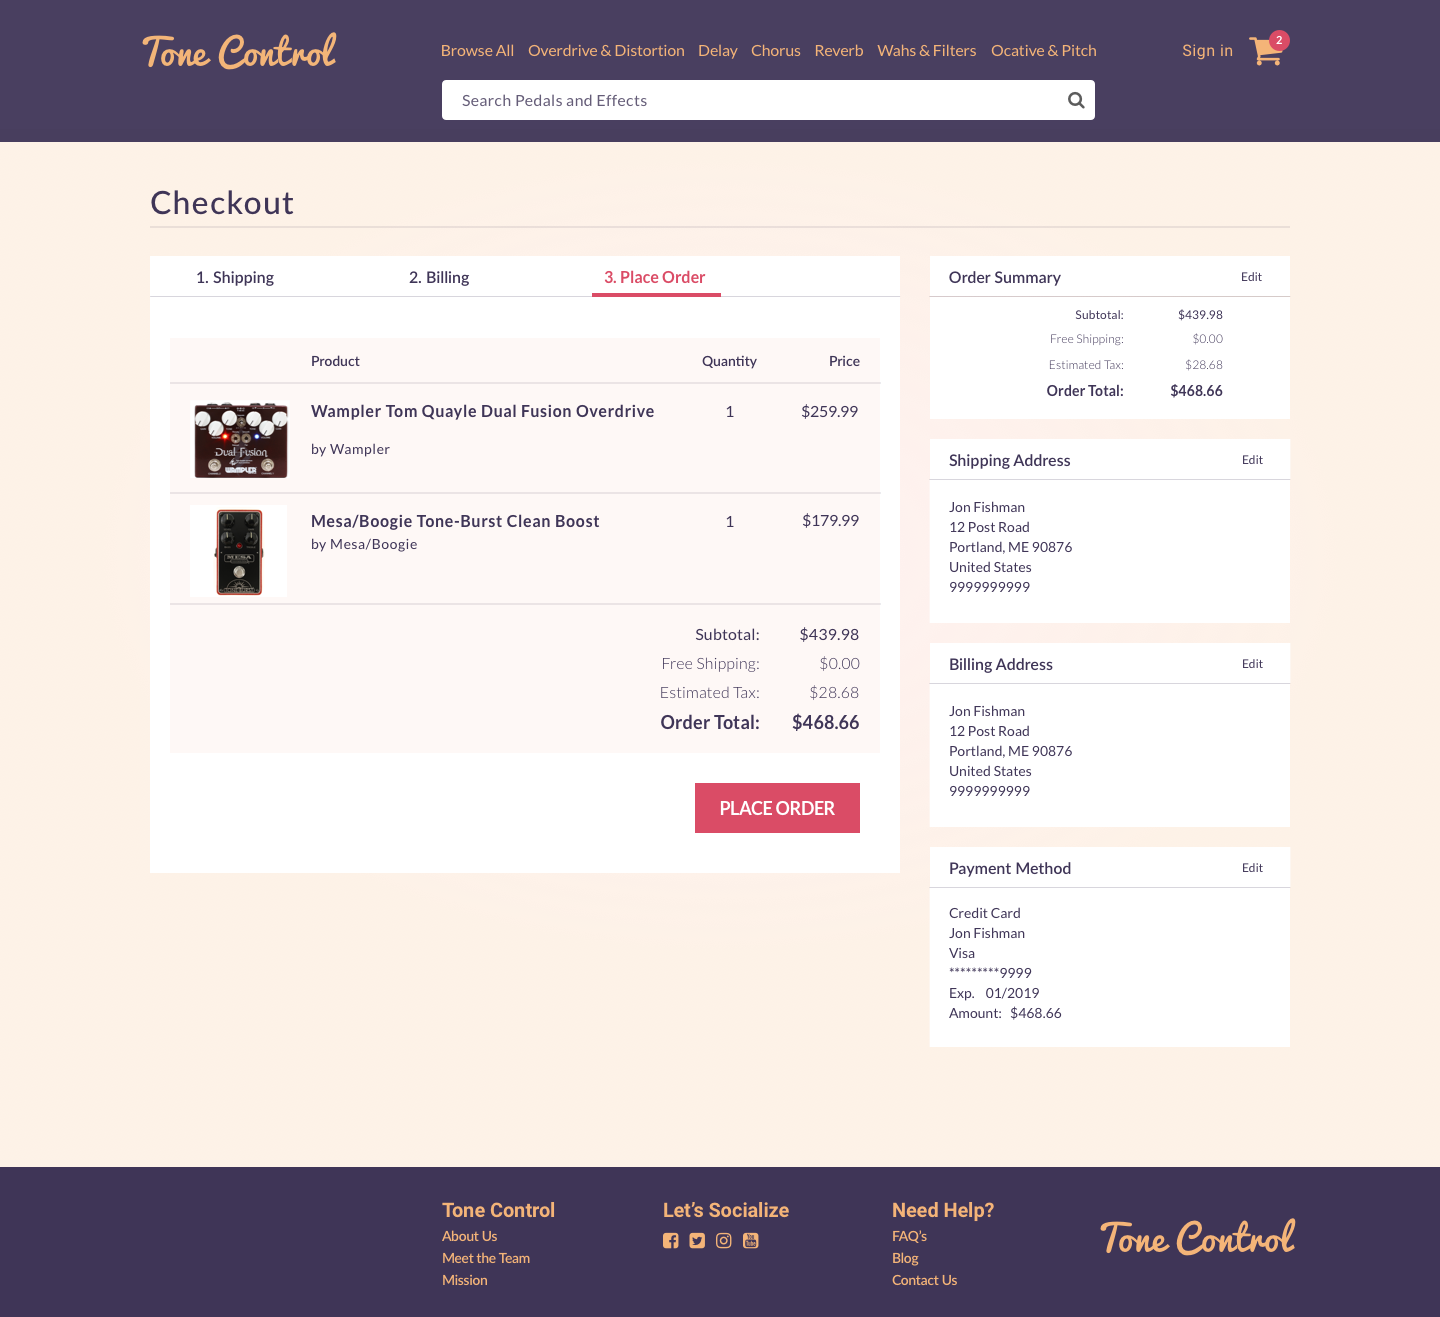 Tone Control
Browse All Overdrive & Distortion Delay Chorus Reverb Wahs & Filters Ocative & Pitch
Sign in
2
Search Pedals and Effects
Checkout
1. Shipping 2. Billing 3. Place Order
Product Quantity Price
Wampler Tom Quayle Dual Fusion Overdrive 1 $259.99
by Wampler
Dual Fusion
WAMPLER
Mesa/Boogie Tone-Burst Clean Boost 1 $179.99
by Mesa/Boogie
MESA
TONE BURST
Subtotal: $439.98
Free Shipping: $0.00
Estimated Tax: $28.68
Order Total: $468.66
PLACE ORDER
Order Summary Edit
Subtotal: $439.98
Free Shipping: $0.00
Estimated Tax: $28.68
Order Total: $468.66
Shipping Address Edit
Jon Fishman
12 Post Road
Portland, ME 90876
United States
9999999999
Billing Address Edit
Jon Fishman
12 Post Road
Portland, ME 90876
United States
9999999999
Payment Method Edit
Credit Card
Jon Fishman
Visa
*********9999
Exp. 01/2019
Amount: $468.66
Tone Control
About Us
Meet the Team
Mission
Let’s Socialize
Need Help?
FAQ’s
Blog
Contact Us
Tone Control